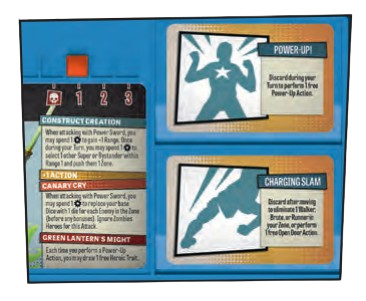 1 2 3
CONSTRUCT CREATION
When attacking with Power Sword, you
may spend 1 to gain +1 Range. Once
during your Turn, you may spend 1 to
select 1 other Super or Bystander within
Range 1 and push them 1 Zone.
+1 ACTION
CANARY CRY
When attacking with Power Sword, you
may spend 1 to replace your base
Dice with 1 die for each Enemy in the Zone
(before any bonuses). Ignore Zombies
Heroes for this Attack.
GREEN LANTERN'S MIGHT
Each time you perform a Power-Up
Action, you may draw 1 free Heroic Trait.
POWER-UP!
Discard during your
Turn to perform 1 free
Power-Up Action.
CHARGING SLAM
Discard after moving
to eliminate 1 Walker,
Brute, or Runner in
your Zone, or perform
1 free Open Door Action.